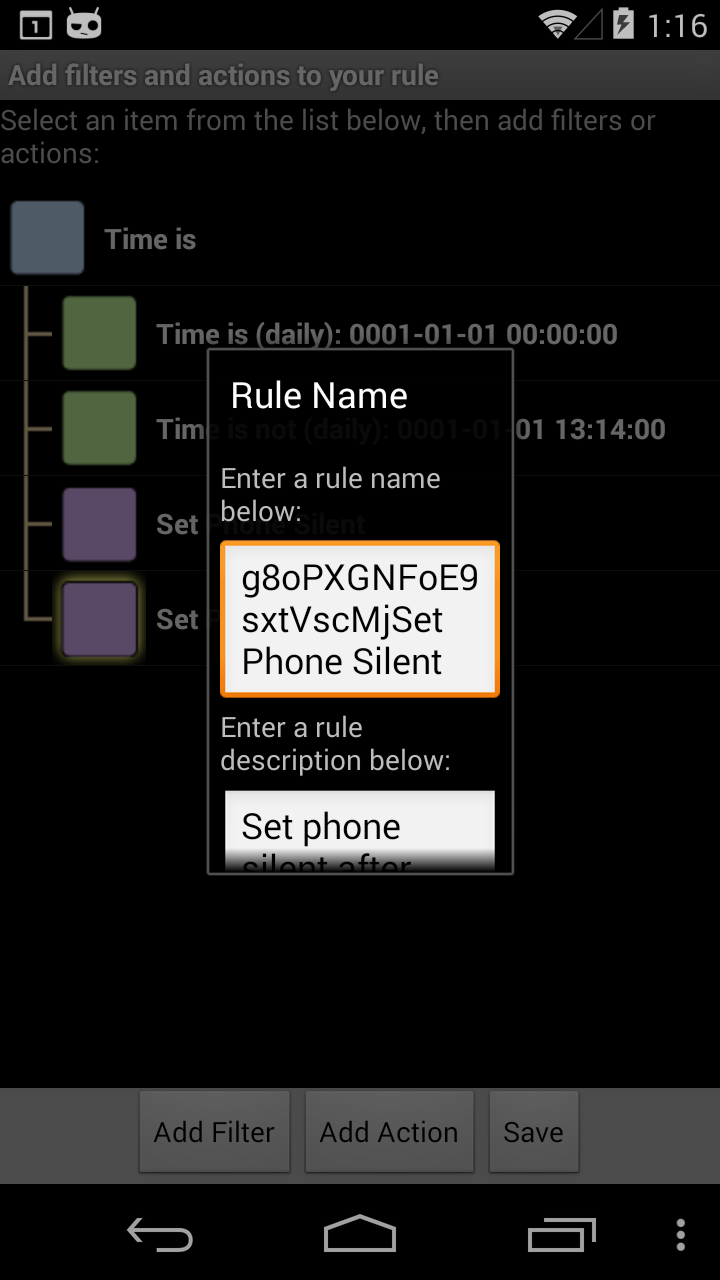 1
1:16
Add filters and actions to your rule
Select an item from the list below, then add filters or
actions:
Time is
Time is (daily): 0001-01-01 00:00:00
Time is not (daily): 0001-01-01 13:14:00
Set Phone Silent
Set
Rule Name
Enter a rule name
below:
g8oPXGNFoE9
sxtVscMjSet
Phone Silent
Enter a rule
description below:
Set phone
silent after
Add Filter
Add Action
Save